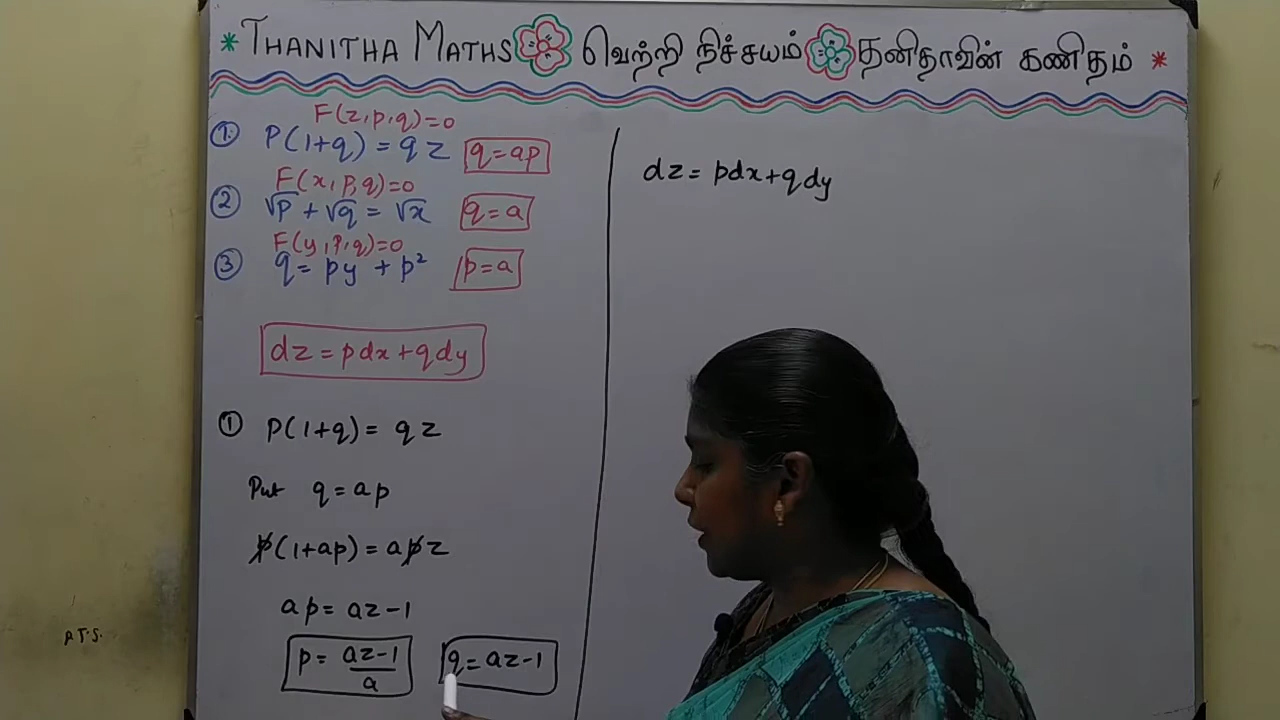 * THANITHA MATHS வெற்றி நிச்சயம் தனிதாவின் கணிதம் *
F(z,p,q)=0
① P(1+q) = qz q=ap
F(x,p,q)=0
② √p + √q = √x q=a
F(y,p,q)=0
③ q = py + p² p=a
dz = pdx+qdy
① P(1+q) = qz
Put q = ap
p(1+ap) = apz
ap = az-1
p = az-1/a q = az-1
dz = pdx+qdy
A.T.S.